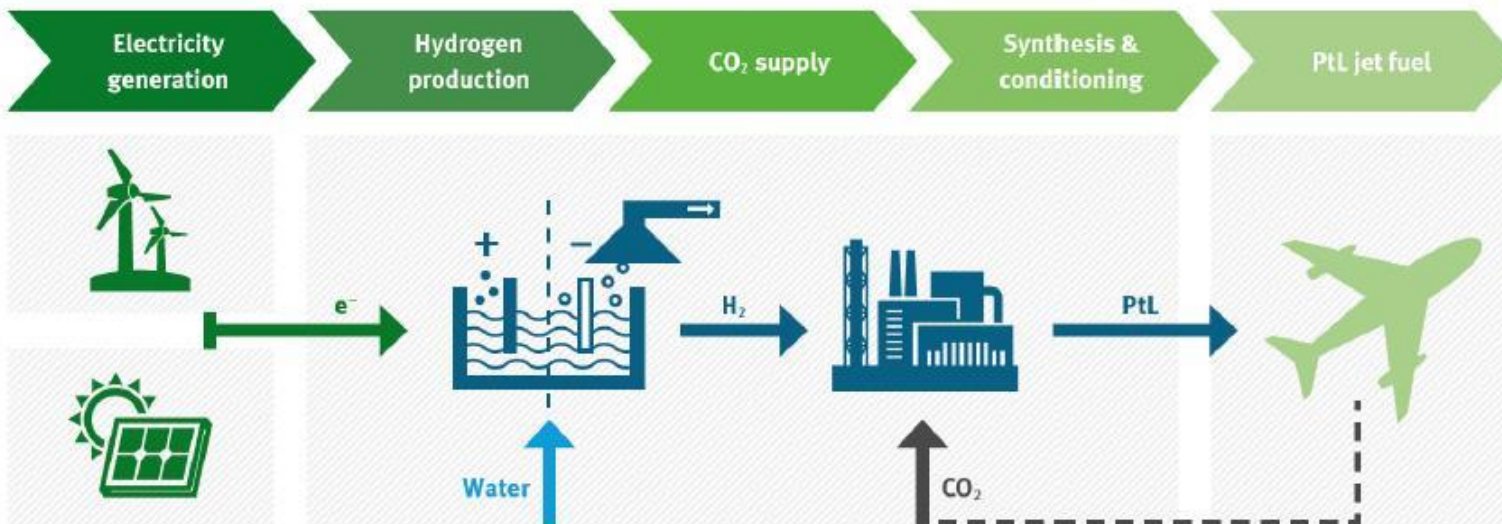 Electricity
generation
Hydrogen
production
CO₂ supply
Synthesis &
conditioning
PtL jet fuel
+
−
e⁻
H₂
PtL
Water
CO₂